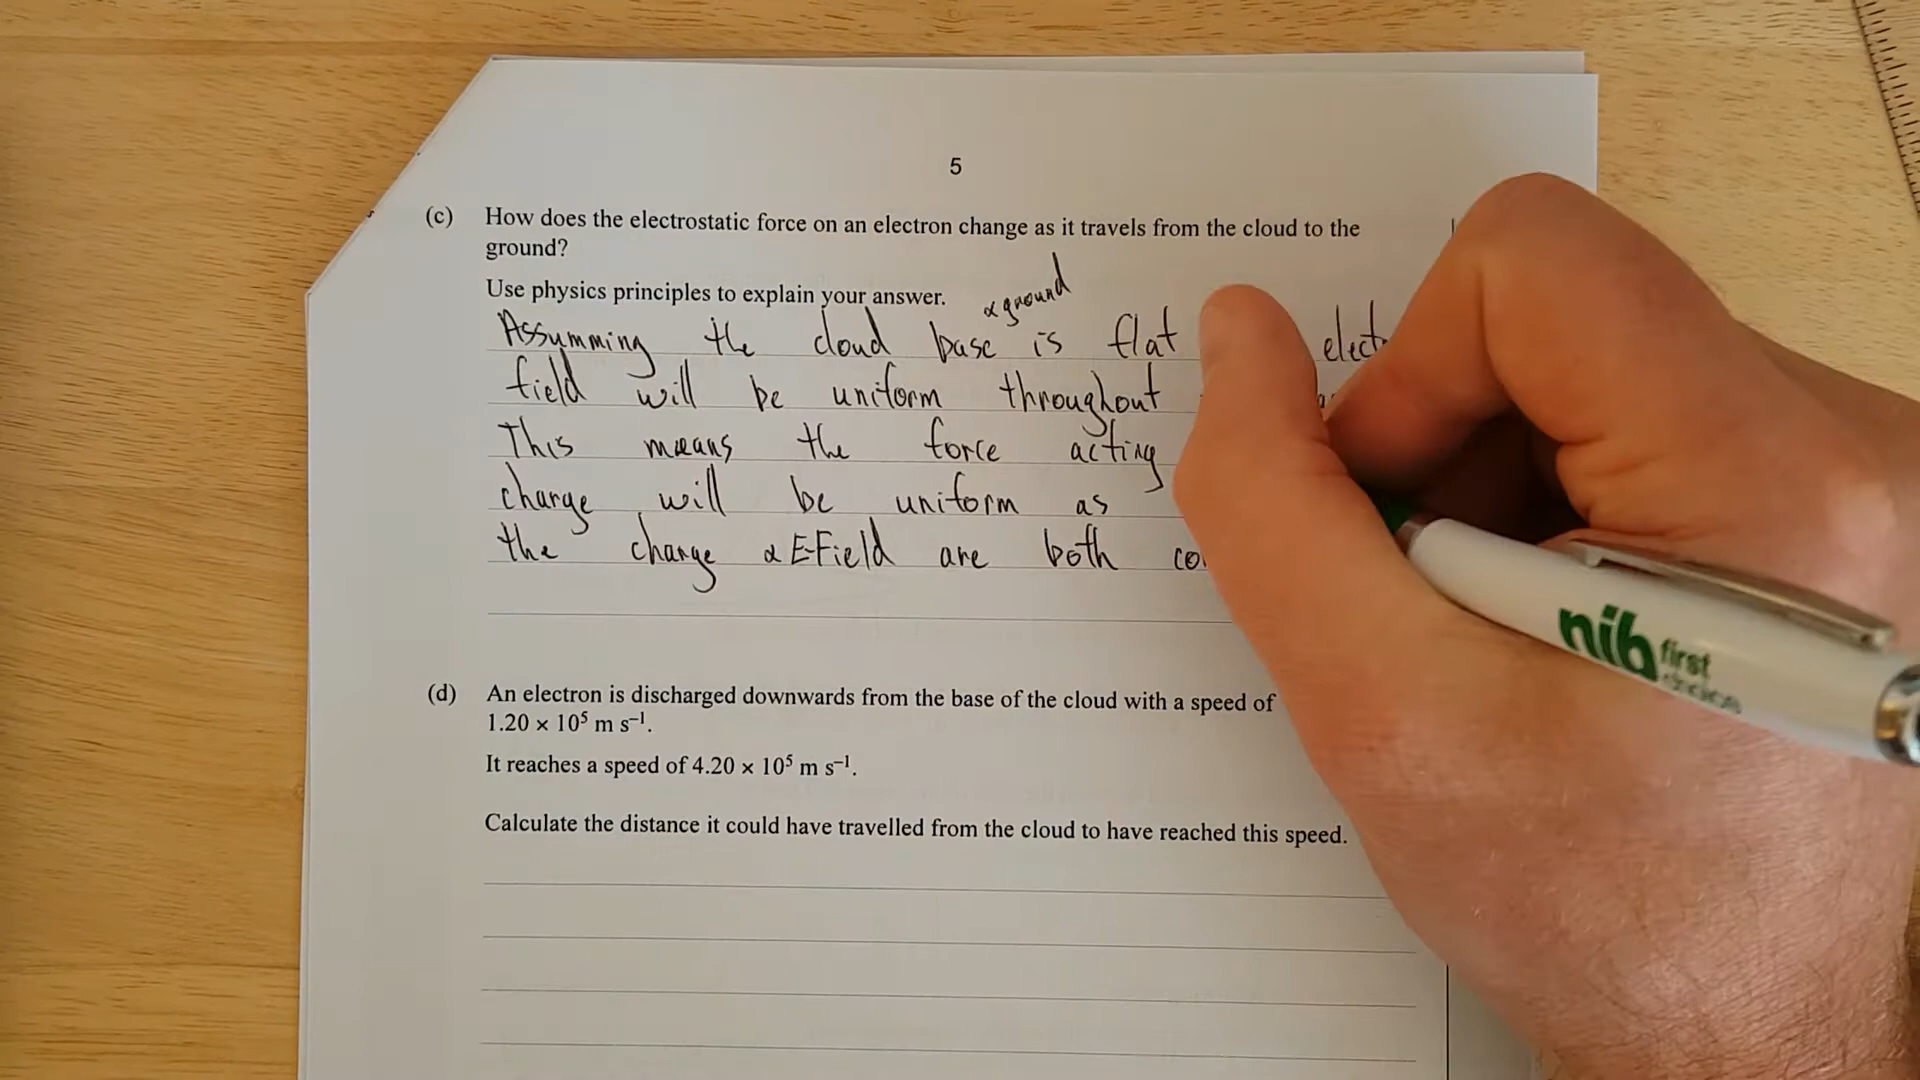 5
(c) How does the electrostatic force on an electron change as it travels from the cloud to the
ground?
Use physics principles to explain your answer.
& ground
Assumming the cloud base is flat
field will be uniform throughout
This means the force acting
charge will be uniform as
the charge & E-Field are both
(d) An electron is discharged downwards from the base of the cloud with a speed of
1.20 × 10⁵ m s⁻¹.
It reaches a speed of 4.20 × 10⁵ m s⁻¹.
Calculate the distance it could have travelled from the cloud to have reached this speed.
nib first